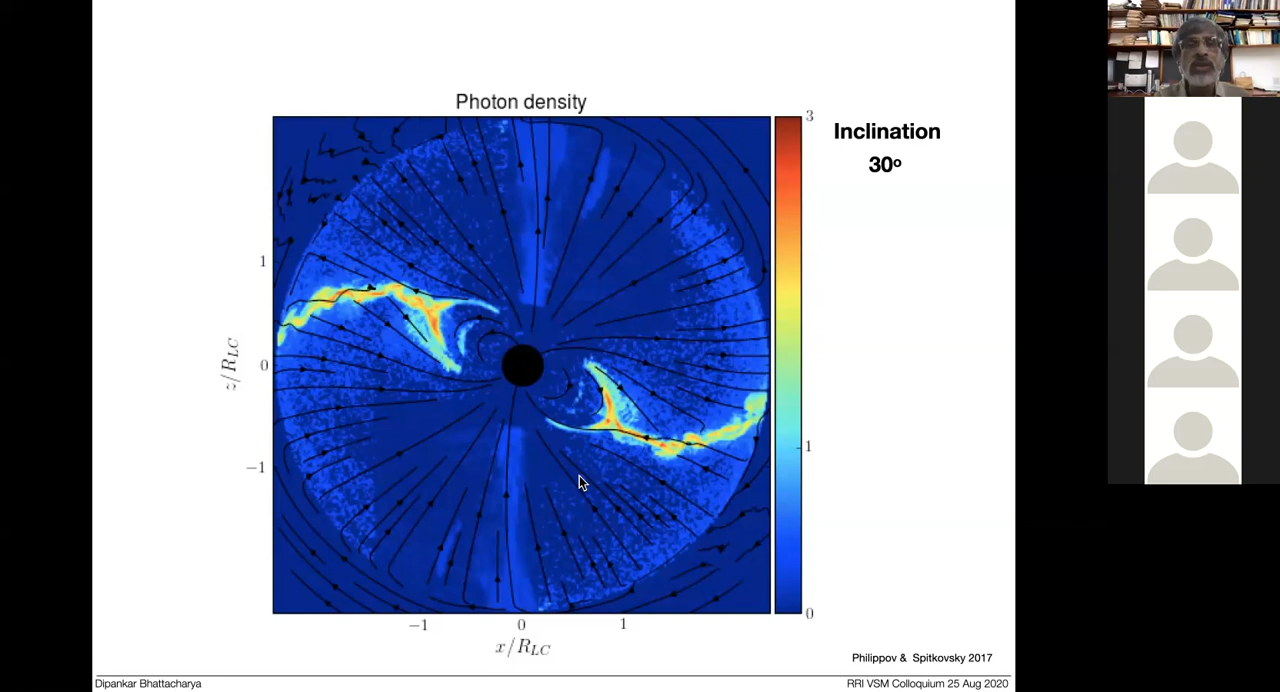 Photon density
3
1
0
Inclination
30º
1
0
−1
z/R_LC
−1
0
1
x/R_LC
Philippov & Spitkovsky 2017
Dipankar Bhattacharya
RRI VSM Colloquium 25 Aug 2020